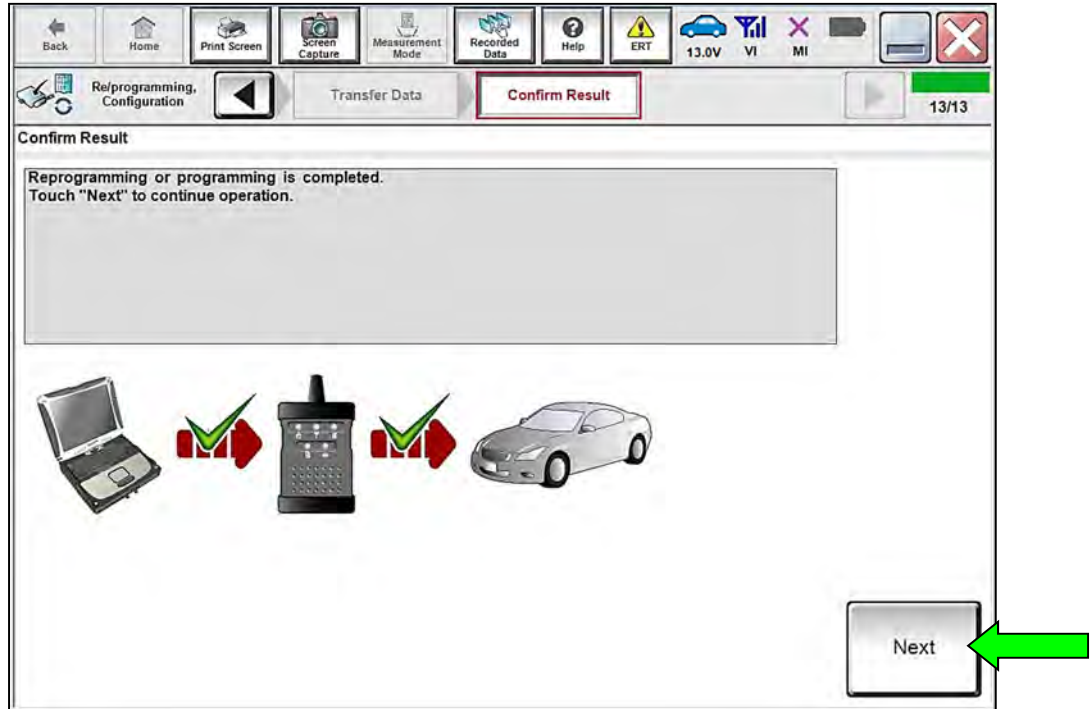 Back
Home
Print Screen
Screen
Capture
Measurement
Mode
Recorded
Data
Help
ERT
13.0V
VI
MI
Re/programming,
Configuration
Transfer Data
Confirm Result
13/13
Confirm Result
Reprogramming or programming is completed.
Touch "Next" to continue operation.
Next